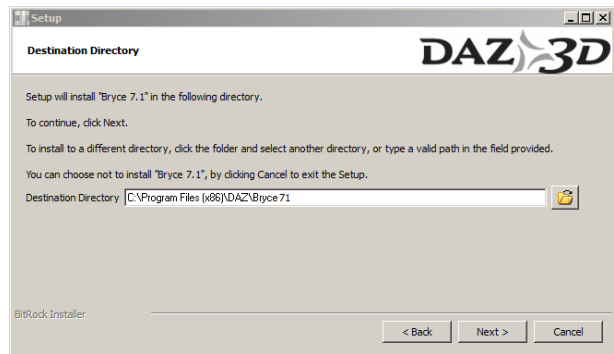 Setup
Destination Directory
DAZ 3D
Setup will install "Bryce 7.1" in the following directory.
To continue, click Next.
To install to a different directory, click the folder and select another directory, or type a valid path in the field provided.
You can choose not to install "Bryce 7.1", by clicking Cancel to exit the Setup.
Destination Directory C:\Program Files (x86)\DAZ\Bryce 71
BitRock Installer
< Back Next > Cancel